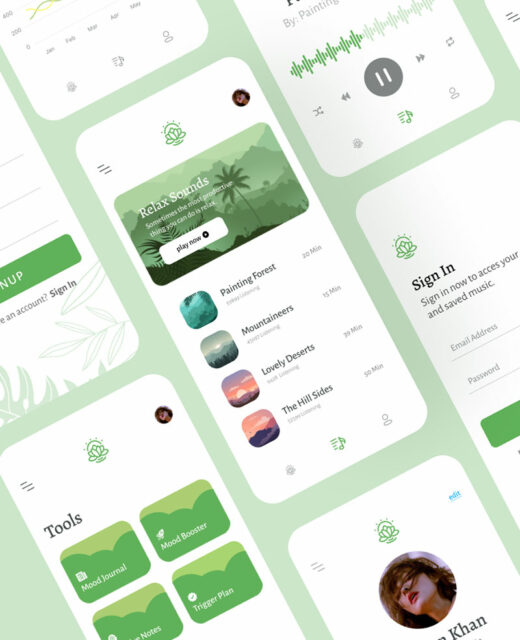 400
200
0
Jan
Feb
Mar
Apr
May
By: Painting
Relax Sounds
Sometimes the most productive
thing you can do is relax.
play now
Painting Forest
20 Min
Mountaineers
15 Min
Lovely Deserts
30 Min
The Hill Sides
50 Min
NUP
account? Sign In
Sign In
Sign in now to acces your
and saved music.
Email Address
Password
Tools
Mood Journal
Mood Booster
Notes
Trigger Plan
edit
Khan